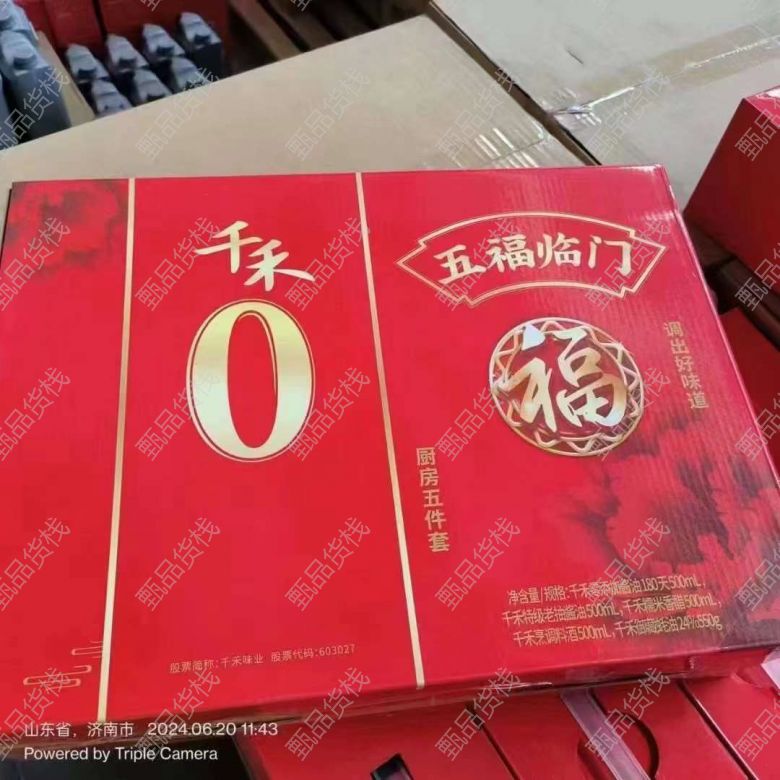 千禾
0
五福临门
福
调出好味道
厨房五件套
净含量/规格:千禾零添加酱油180天500mL,
千禾特级老抽酱油500mL,千禾糯米香醋500mL,
千禾烹调料酒500mL,千禾御藏蚝油24%550g
股票简称:千禾味业 股票代码:603027
山东省，济南市 2024.06.20 11:43
Powered by Triple Camera
甄品货栈